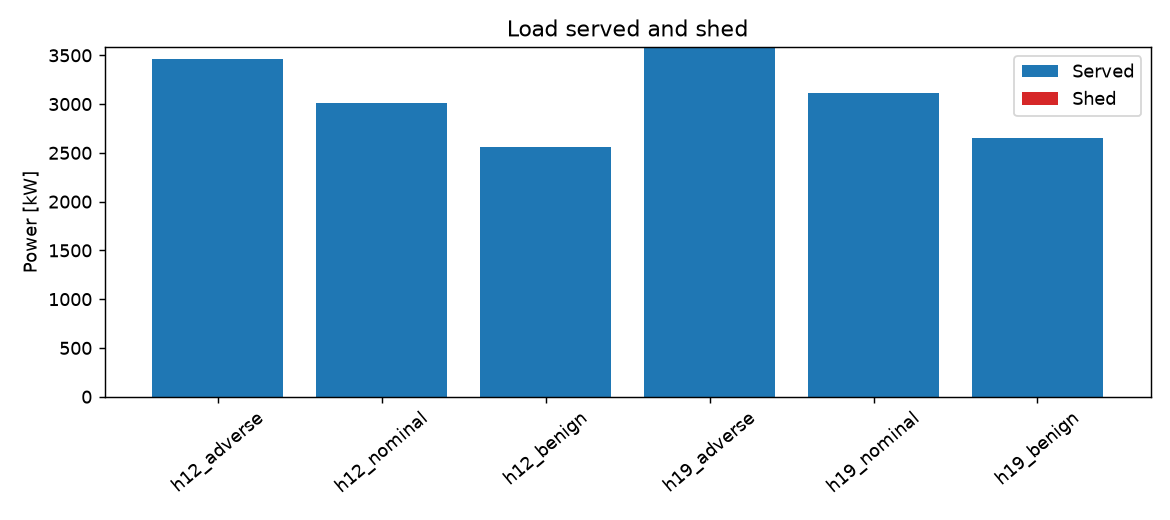 Load served and shed
Power [kW]
3500
3000
2500
2000
1500
1000
500
0
Served
Shed
h12_adverse
h12_nominal
h12_benign
h19_adverse
h19_nominal
h19_benign